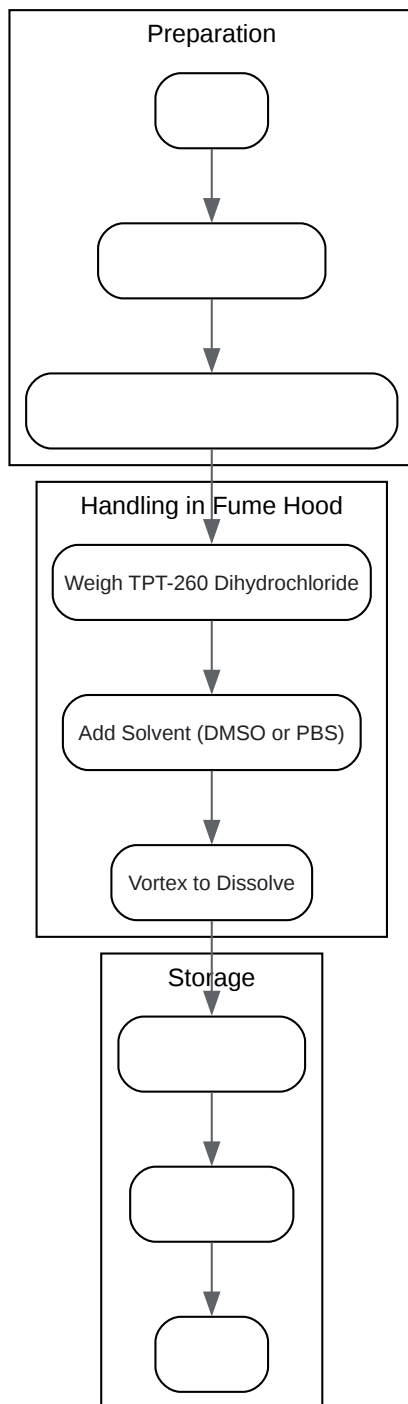 Preparation
Handling in Fume Hood
Weigh TPT-260 Dihydrochloride
Add Solvent (DMSO or PBS)
Vortex to Dissolve
Storage